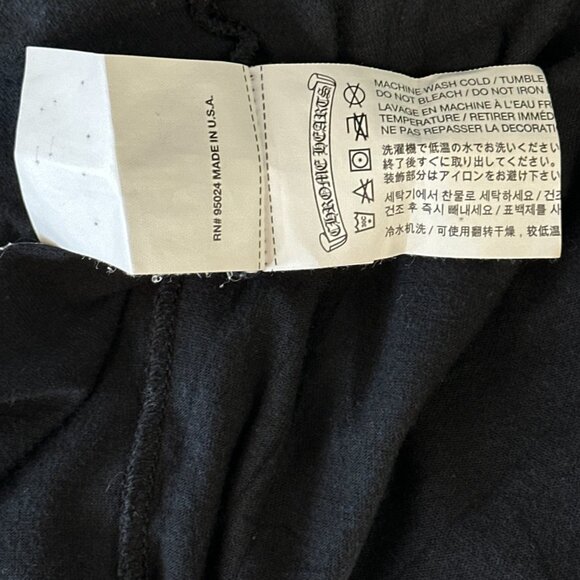 RN# 95024 MADE IN U.S.A.
CHROME HEARTS
MACHINE WASH COLD / TUMBLE
DO NOT BLEACH / DO NOT IRON
LAVAGE EN MACHINE À L'EAU FR
TEMPERATURE / RETIRER IMMÉD
NE PAS REPASSER LA DECORATI
洗濯機で低温の水でお洗いください
終了後すぐに取り出してください。
装飾部分はアイロンをお避け下さい
세탁기에서 찬물로 세탁하세요 / 건
건조 후 즉시 빼내세요 / 표백제를 사
冷水机洗 / 可使用翻转干燥，较低温